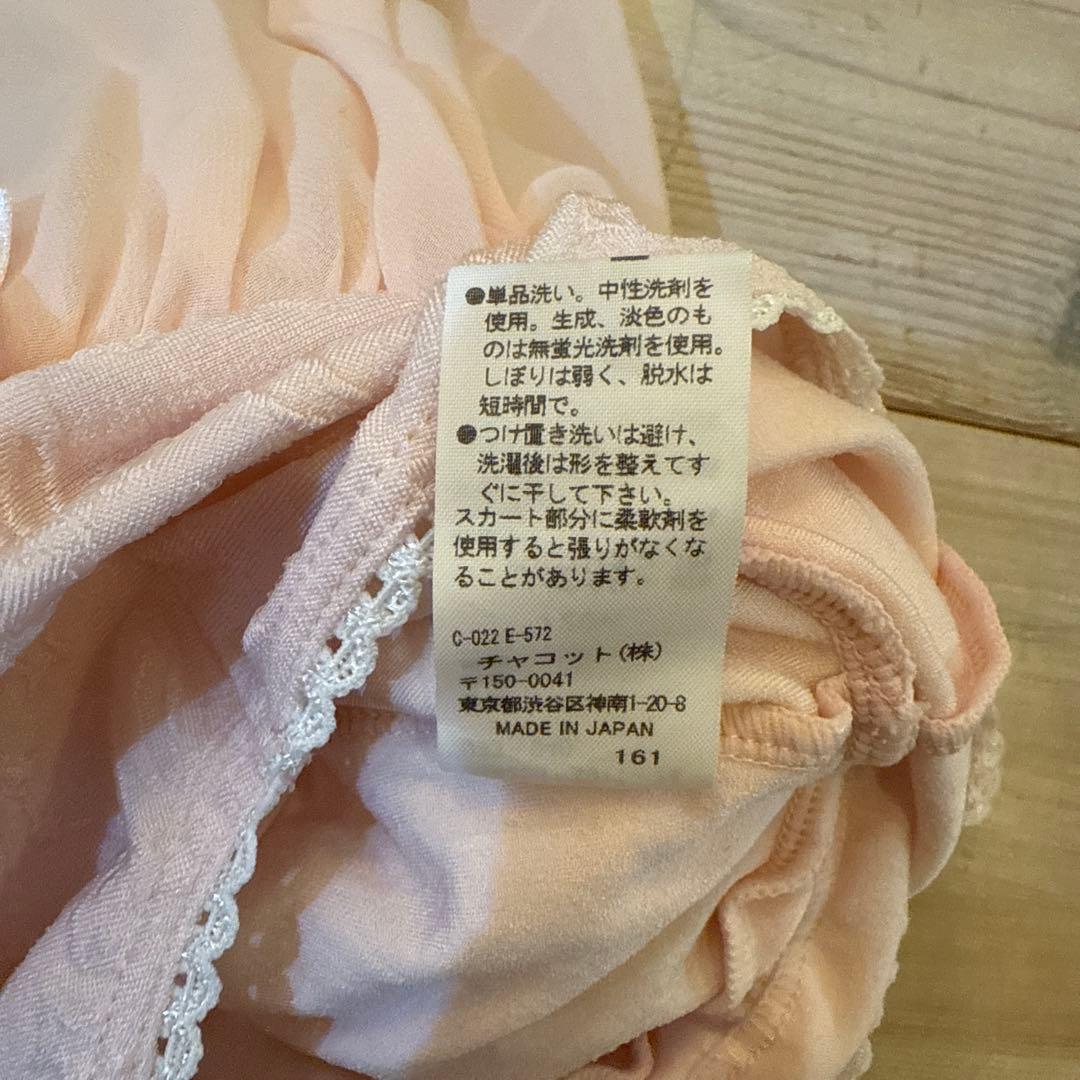 ●単品洗い。中性洗剤を
使用。生成、淡色のも
のは無蛍光洗剤を使用。
しぼりは弱く、脱水は
短時間で。
●つけ置き洗いは避け、
洗濯後は形を整えてす
ぐに干して下さい。
スカート部分に柔軟剤を
使用すると張りがなくな
ることがあります。
C-022 E-572
チャコット(株)
〒150-0041
東京都渋谷区神南1-20-8
MADE IN JAPAN
161